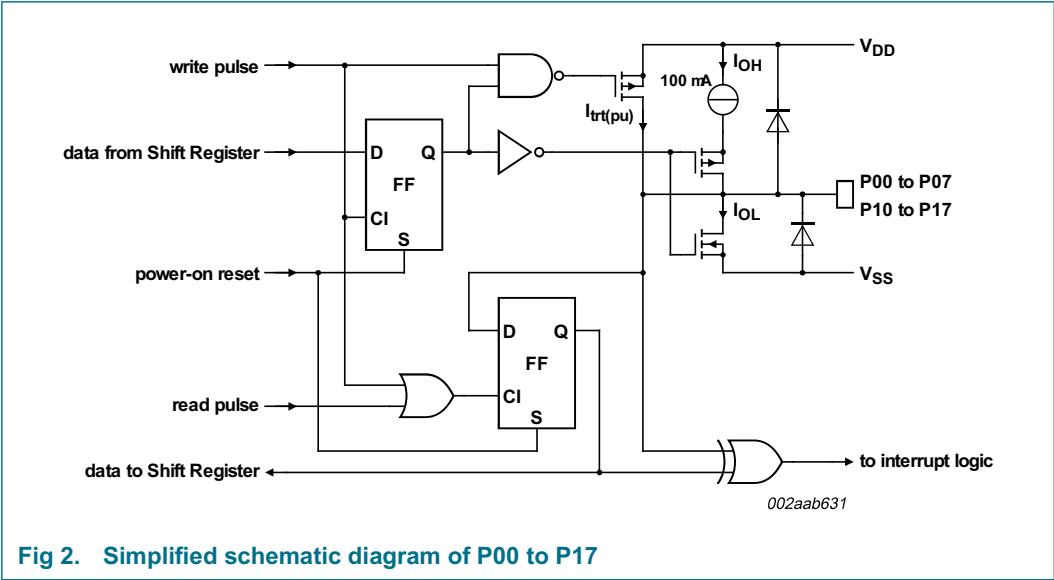 write pulse
data from Shift Register
power-on reset
read pulse
data to Shift Register
D Q
FF
CI
S
D Q
FF
CI
S
100 mA
IOH
Itrt(pu)
IOL
VDD
P00 to P07
P10 to P17
VSS
to interrupt logic
002aab631
Fig 2. Simplified schematic diagram of P00 to P17